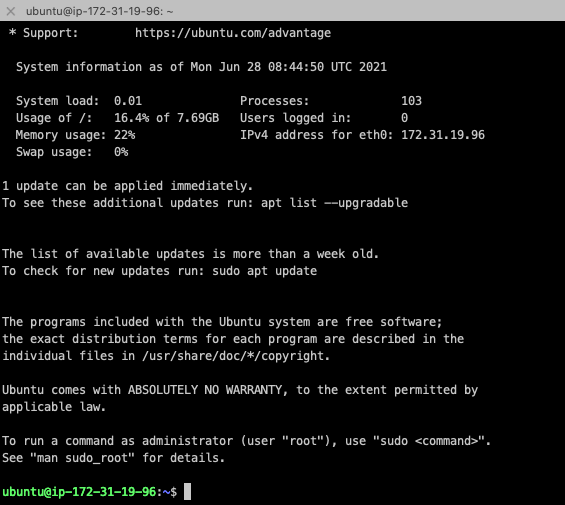 ubuntu@ip-172-31-19-96: ~
* Support:        https://ubuntu.com/advantage
System information as of Mon Jun 28 08:44:50 UTC 2021
System load:  0.01              Processes:             103
Usage of /:   16.4% of 7.69GB   Users logged in:       0
Memory usage: 22%               IPv4 address for eth0: 172.31.19.96
Swap usage:   0%
1 update can be applied immediately.
To see these additional updates run: apt list --upgradable
The list of available updates is more than a week old.
To check for new updates run: sudo apt update
The programs included with the Ubuntu system are free software;
the exact distribution terms for each program are described in the
individual files in /usr/share/doc/*/copyright.
Ubuntu comes with ABSOLUTELY NO WARRANTY, to the extent permitted by
applicable law.
To run a command as administrator (user "root"), use "sudo <command>".
See "man sudo_root" for details.
ubuntu@ip-172-31-19-96:~$